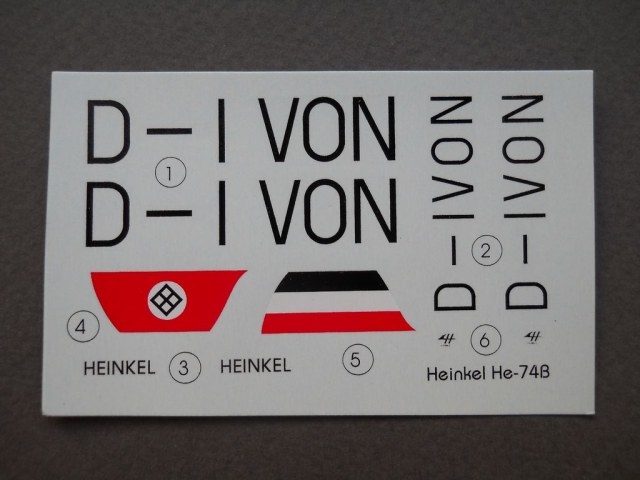 D-IVON
1
D-IVON
D-IVON
D-IVON
2
4
HEINKEL
3
HEINKEL
5
6
Heinkel He-74B